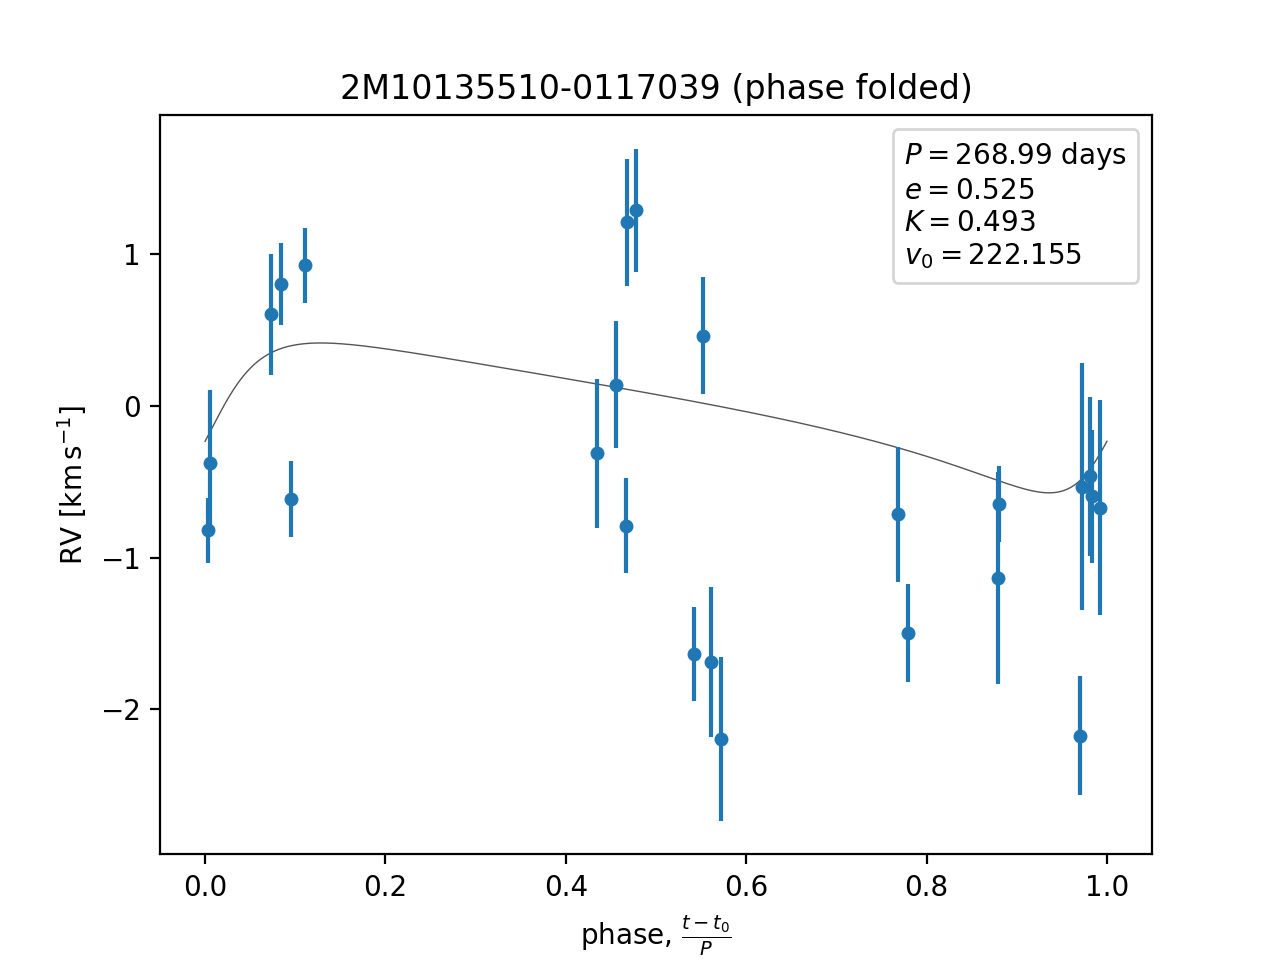 2M10135510-0117039 (phase folded)
P = 268.99 days
e = 0.525
K = 0.493
v₀ = 222.155
RV [km s⁻¹]
1
0
−1
−2
0.0 0.2 0.4 0.6 0.8 1.0
phase, (t − t₀)/P